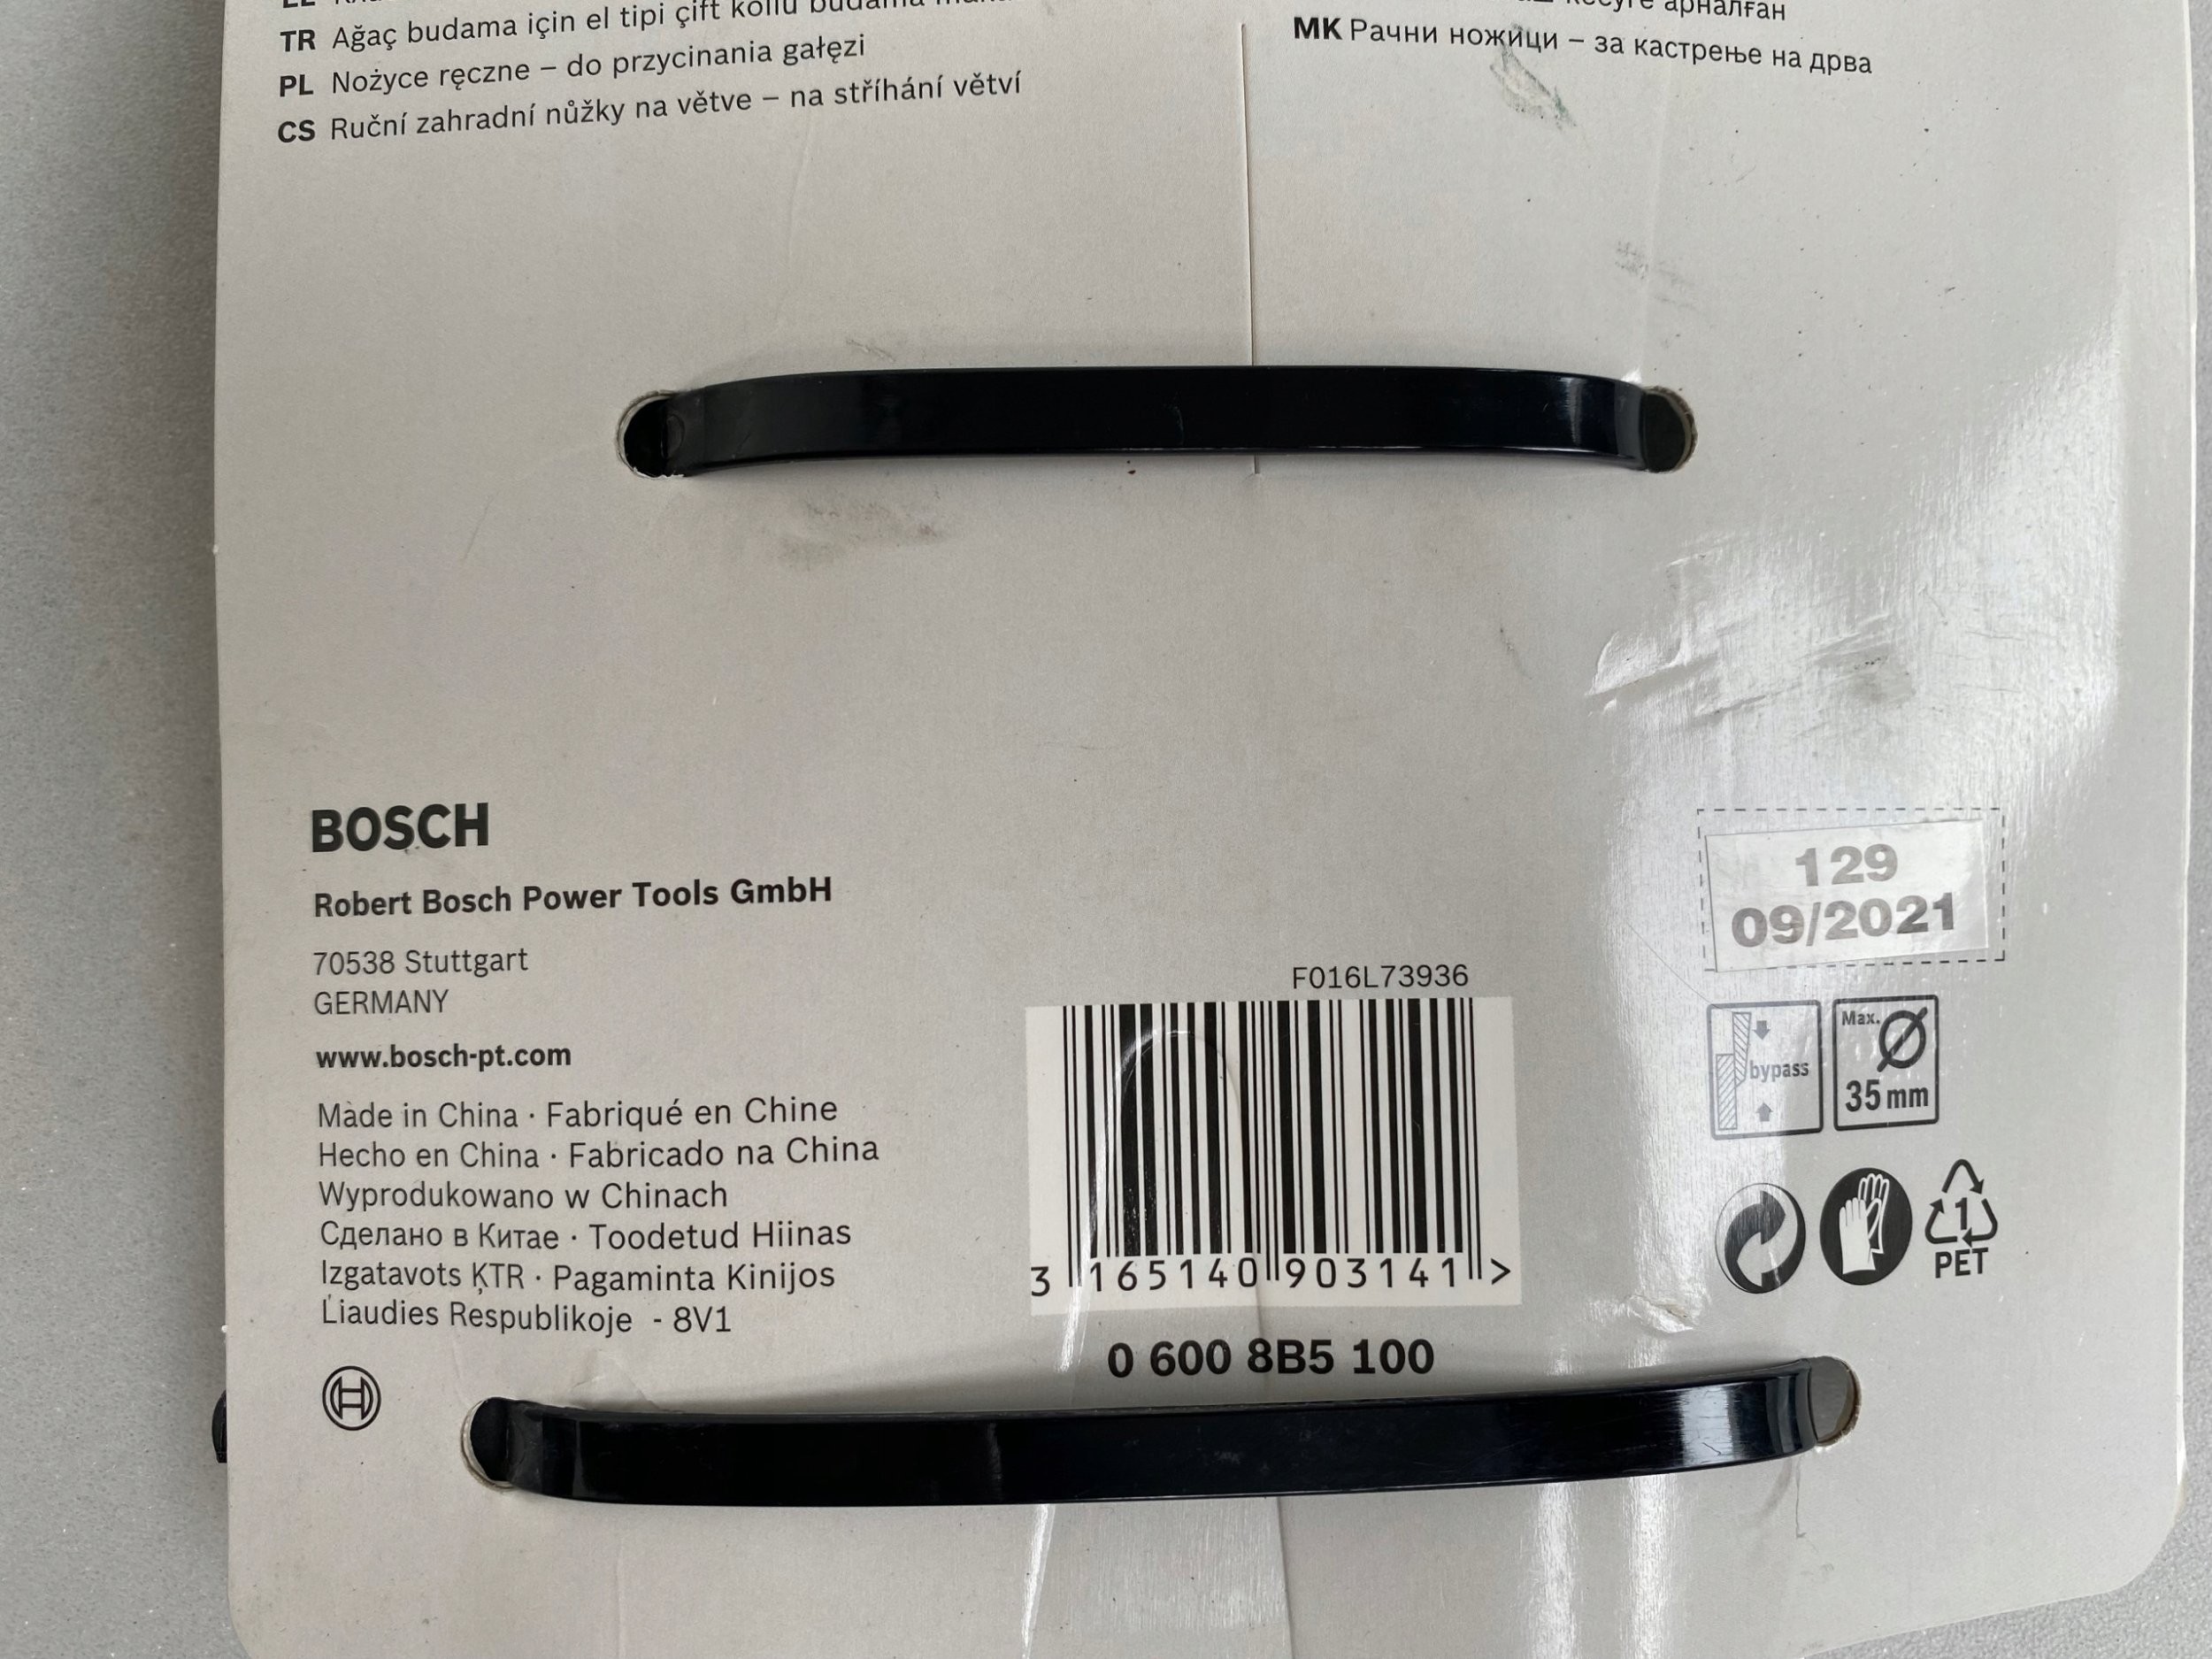 TR Ağaç budama için el tipi çift kollu budama
PL Nożyce ręczne – do przycinania gałęzi
CS Ruční zahradní nůžky na větve – na stříhání větví
кесуге арналған
MK Рачни ножици – за кастрење на дрва
BOSCH
Robert Bosch Power Tools GmbH
70538 Stuttgart
GERMANY
www.bosch-pt.com
Made in China · Fabriqué en Chine
Hecho en China · Fabricado na China
Wyprodukowano w Chinach
Сделано в Китае · Toodetud Hiinas
Izgatavots ĶTR · Pagaminta Kinijos
Liaudies Respublikoje - 8V1
F016L73936
3 165140 903141 >
0 600 8B5 100
129
09/2021
bypass
Max. Ø
35 mm
1
PET